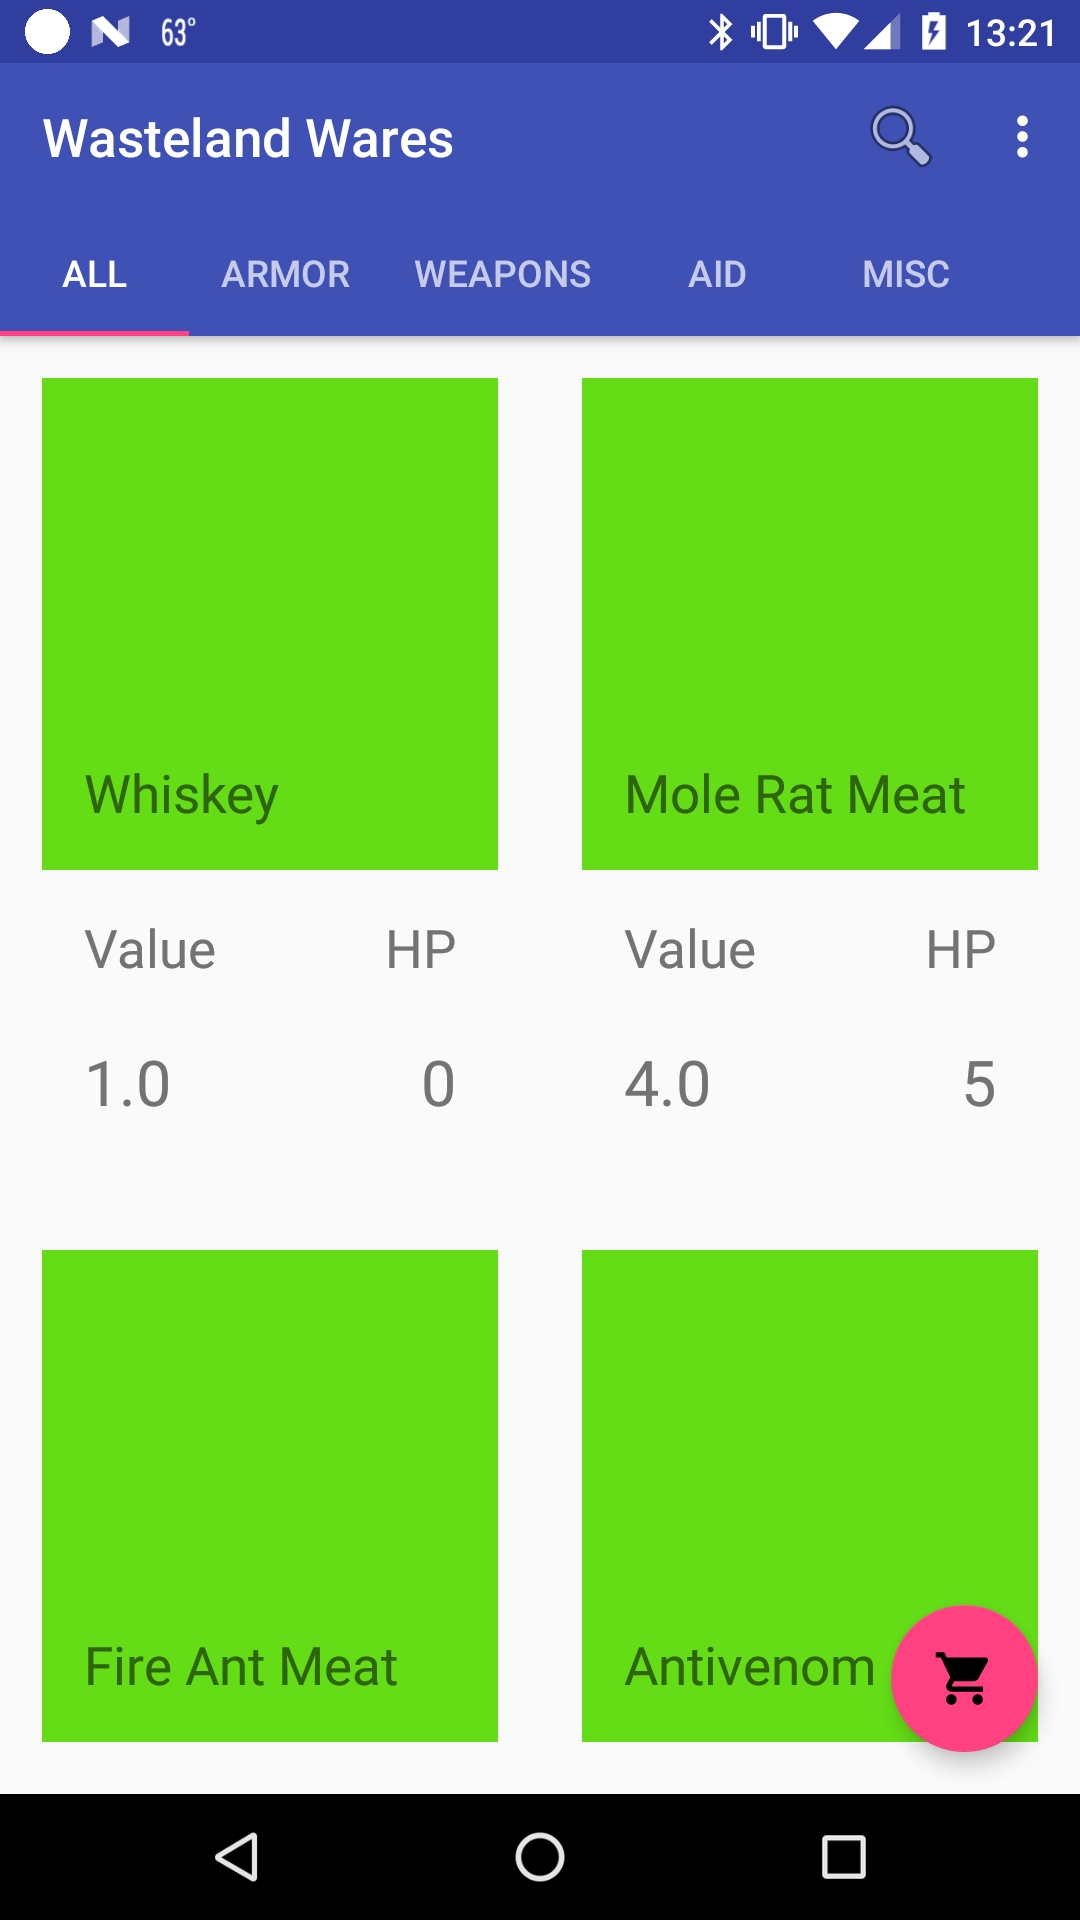 63° 13:21
Wasteland Wares
ALL ARMOR WEAPONS AID MISC
Whiskey Mole Rat Meat
Value HP Value HP
1.0 0 4.0 5
Fire Ant Meat Antivenom